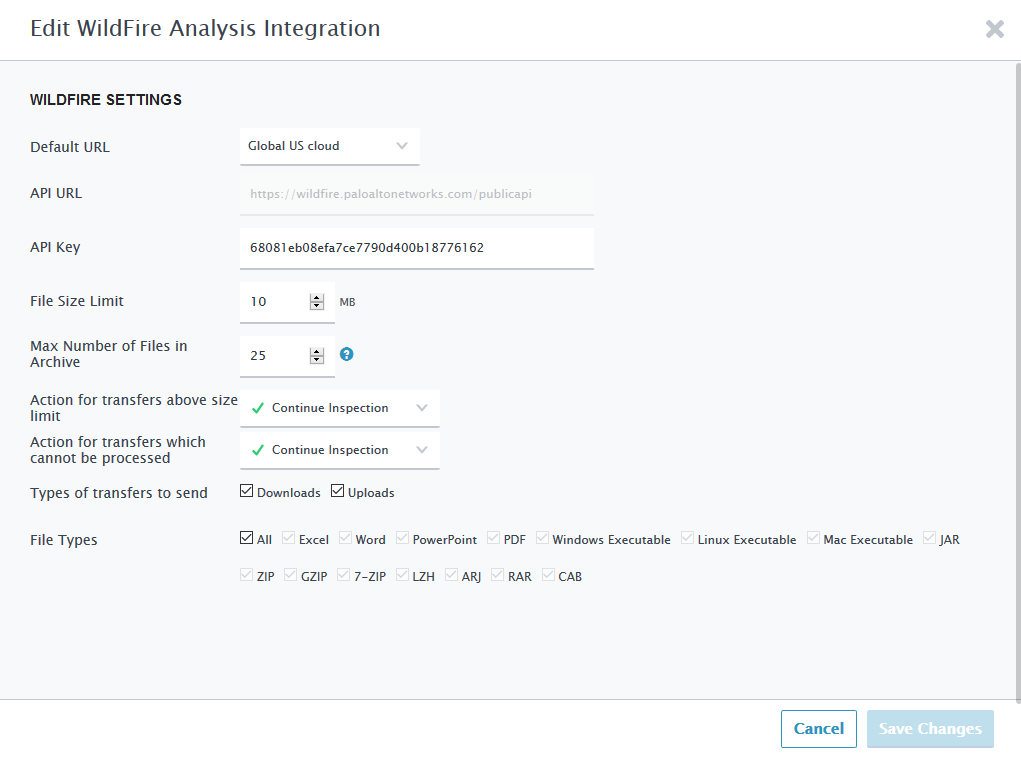 Edit WildFire Analysis Integration
WILDFIRE SETTINGS
Default URL
Global US cloud
API URL
https://wildfire.paloaltonetworks.com/publicapi
API Key
68081eb08efa7ce7790d400b18776162
File Size Limit
10
MB
Max Number of Files in
Archive
25
?
Action for transfers above size
limit
Continue Inspection
Action for transfers which
cannot be processed
Continue Inspection
Types of transfers to send
Downloads Uploads
File Types
All Excel Word PowerPoint PDF Windows Executable Linux Executable Mac Executable JAR
ZIP GZIP 7-ZIP LZH ARJ RAR CAB
Cancel
Save Changes